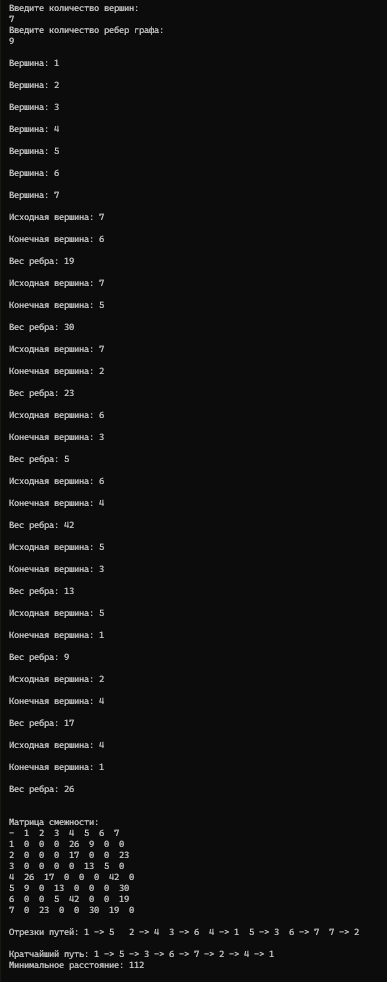 Введите количество вершин:
7
Введите количество ребер графа:
9
Вершина: 1
Вершина: 2
Вершина: 3
Вершина: 4
Вершина: 5
Вершина: 6
Вершина: 7
Исходная вершина: 7
Конечная вершина: 6
Вес ребра: 19
Исходная вершина: 7
Конечная вершина: 5
Вес ребра: 30
Исходная вершина: 7
Конечная вершина: 2
Вес ребра: 23
Исходная вершина: 6
Конечная вершина: 3
Вес ребра: 5
Исходная вершина: 6
Конечная вершина: 4
Вес ребра: 42
Исходная вершина: 5
Конечная вершина: 3
Вес ребра: 13
Исходная вершина: 5
Конечная вершина: 1
Вес ребра: 9
Исходная вершина: 2
Конечная вершина: 4
Вес ребра: 17
Исходная вершина: 4
Конечная вершина: 1
Вес ребра: 26
Матрица смежности:
- 1 2 3 4 5 6 7
1 0 0 0 26 9 0 0
2 0 0 0 17 0 0 23
3 0 0 0 0 13 5 0
4 26 17 0 0 0 42 0
5 9 0 13 0 0 0 30
6 0 0 5 42 0 0 19
7 0 23 0 0 30 19 0
Отрезки путей: 1 -> 5 2 -> 4 3 -> 6 4 -> 1 5 -> 3 6 -> 7 7 -> 2
Кратчайший путь: 1 -> 5 -> 3 -> 6 -> 7 -> 2 -> 4 -> 1
Минимальное расстояние: 112